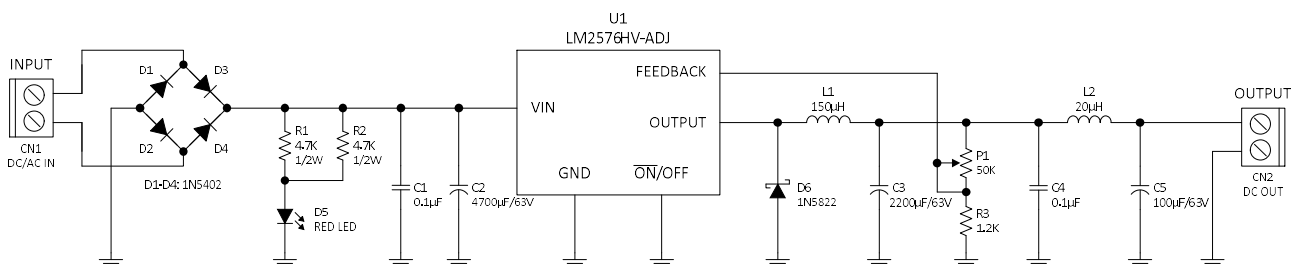 U1
LM2576HV-ADJ
INPUT
CN1
DC/AC IN
D1
D3
D2
D4
D1-D4: 1N5402
R1
4.7K
1/2W
R2
4.7K
1/2W
D5
RED LED
C1
0.1µF
C2
4700µF/63V
VIN
FEEDBACK
OUTPUT
GND
ON/OFF
L1
150µH
D6
1N5822
C3
2200µF/63V
P1
50K
R3
1.2K
C4
0.1µF
L2
20µH
C5
100µF/63V
OUTPUT
CN2
DC OUT